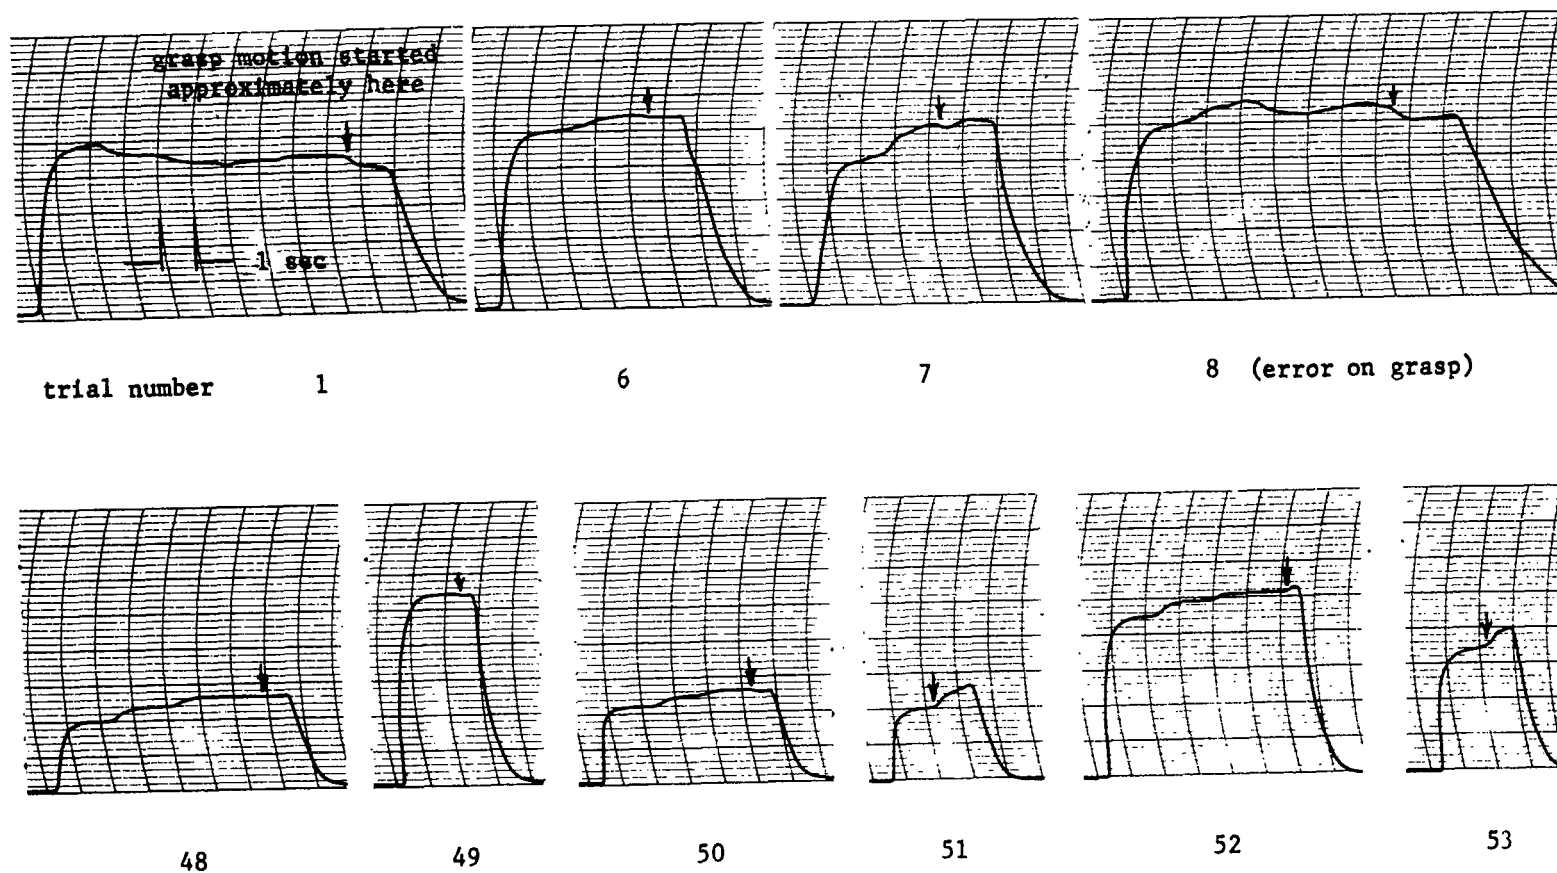 grasp motion started
approximately here
1 sec
trial number 1 6 7 8 (error on grasp)
48 49 50 51 52 53